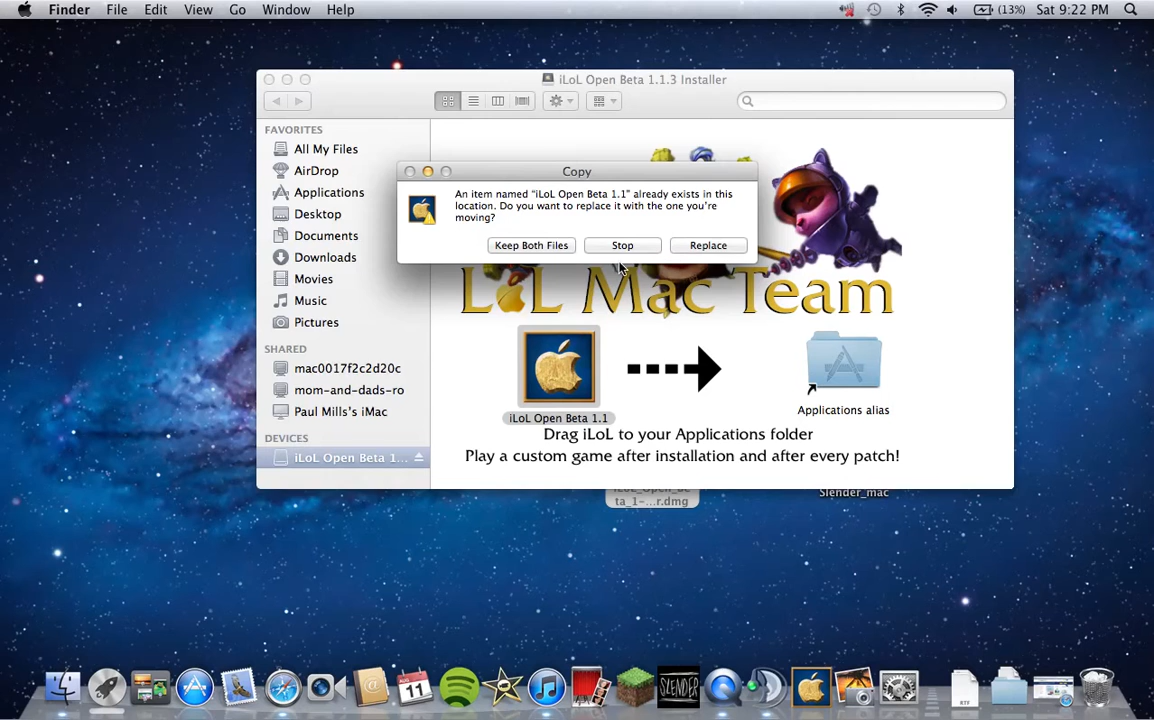 Finder File Edit View Go Window Help
(13%) Sat 9:22 PM
iLoL Open Beta 1.1.3 Installer
FAVORITES
All My Files
AirDrop
Applications
Desktop
Documents
Downloads
Movies
Music
Pictures
SHARED
mac0017f2c2d20c
mom-and-dads-ro
Paul Mills's iMac
DEVICES
iLoL Open Beta 1...
Copy
An item named “iLoL Open Beta 1.1” already exists in this
location. Do you want to replace it with the one you're
moving?
Keep Both Files Stop Replace
LoL Mac Team
iLoL Open Beta 1.1
Applications alias
Drag iLoL to your Applications folder
Play a custom game after installation and after every patch!
iLoL_Open_Be
ta_1-...r.dmg
Slender_mac
11
SLENDER
RTF